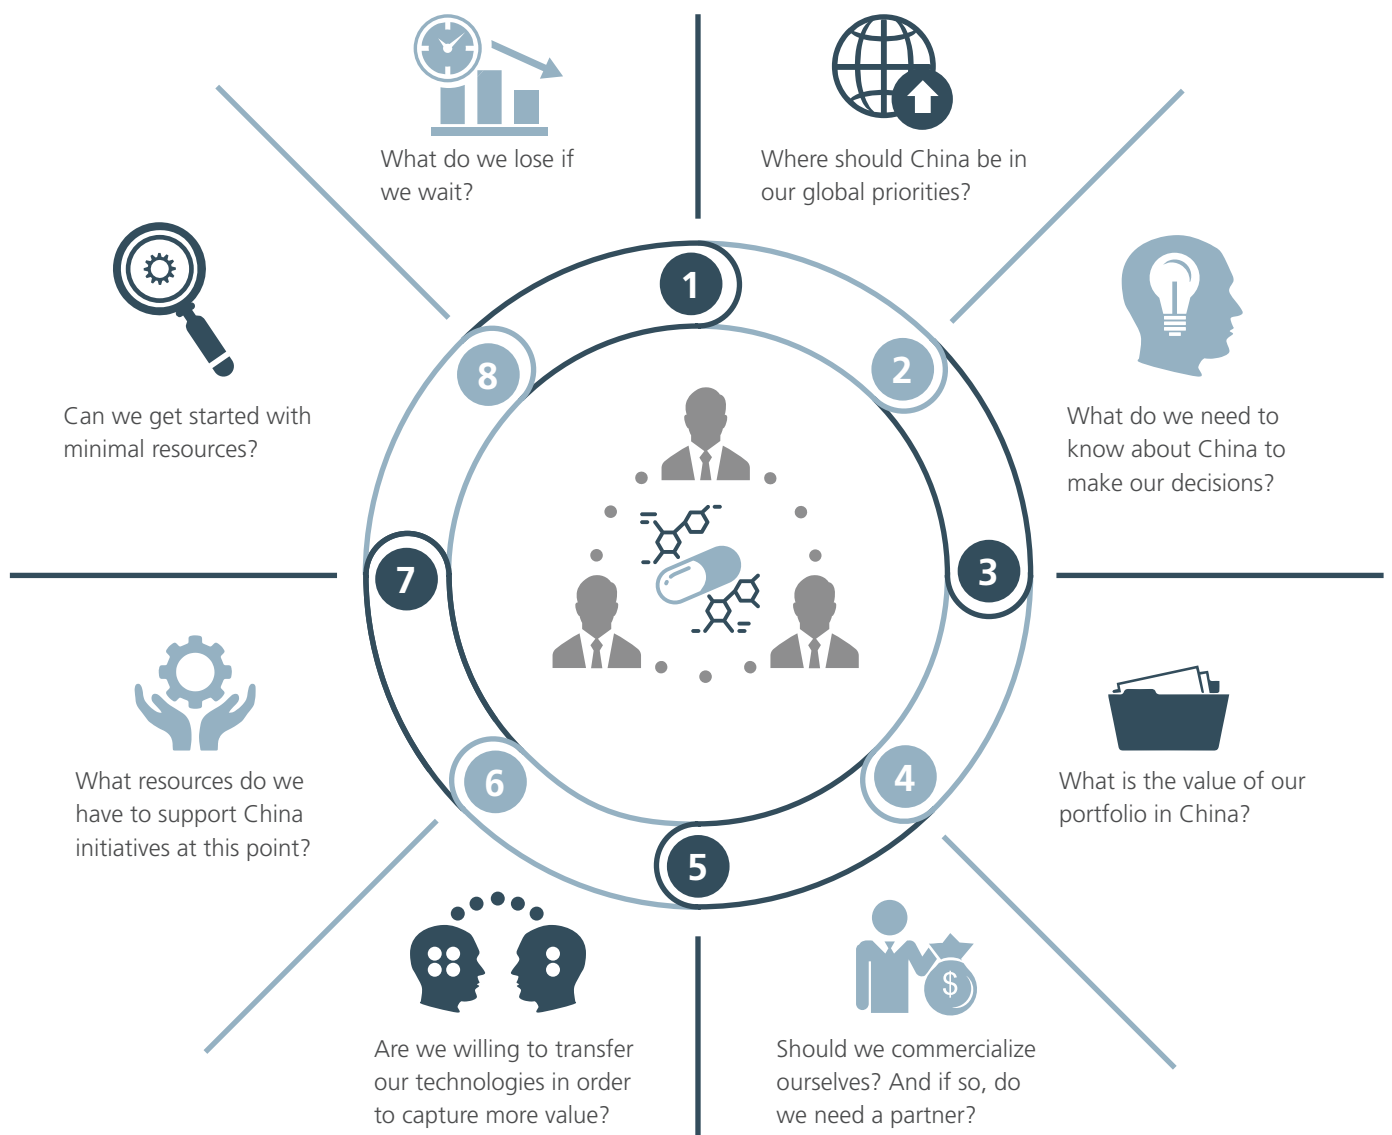 1
Where should China be in
our global priorities?
2
What do we need to
know about China to
make our decisions?
3
What is the value of our
portfolio in China?
4
Should we commercialize
ourselves? And if so, do
we need a partner?
$
5
Are we willing to transfer
our technologies in order
to capture more value?
6
What resources do we
have to support China
initiatives at this point?
7
Can we get started with
minimal resources?
8
What do we lose if
we wait?